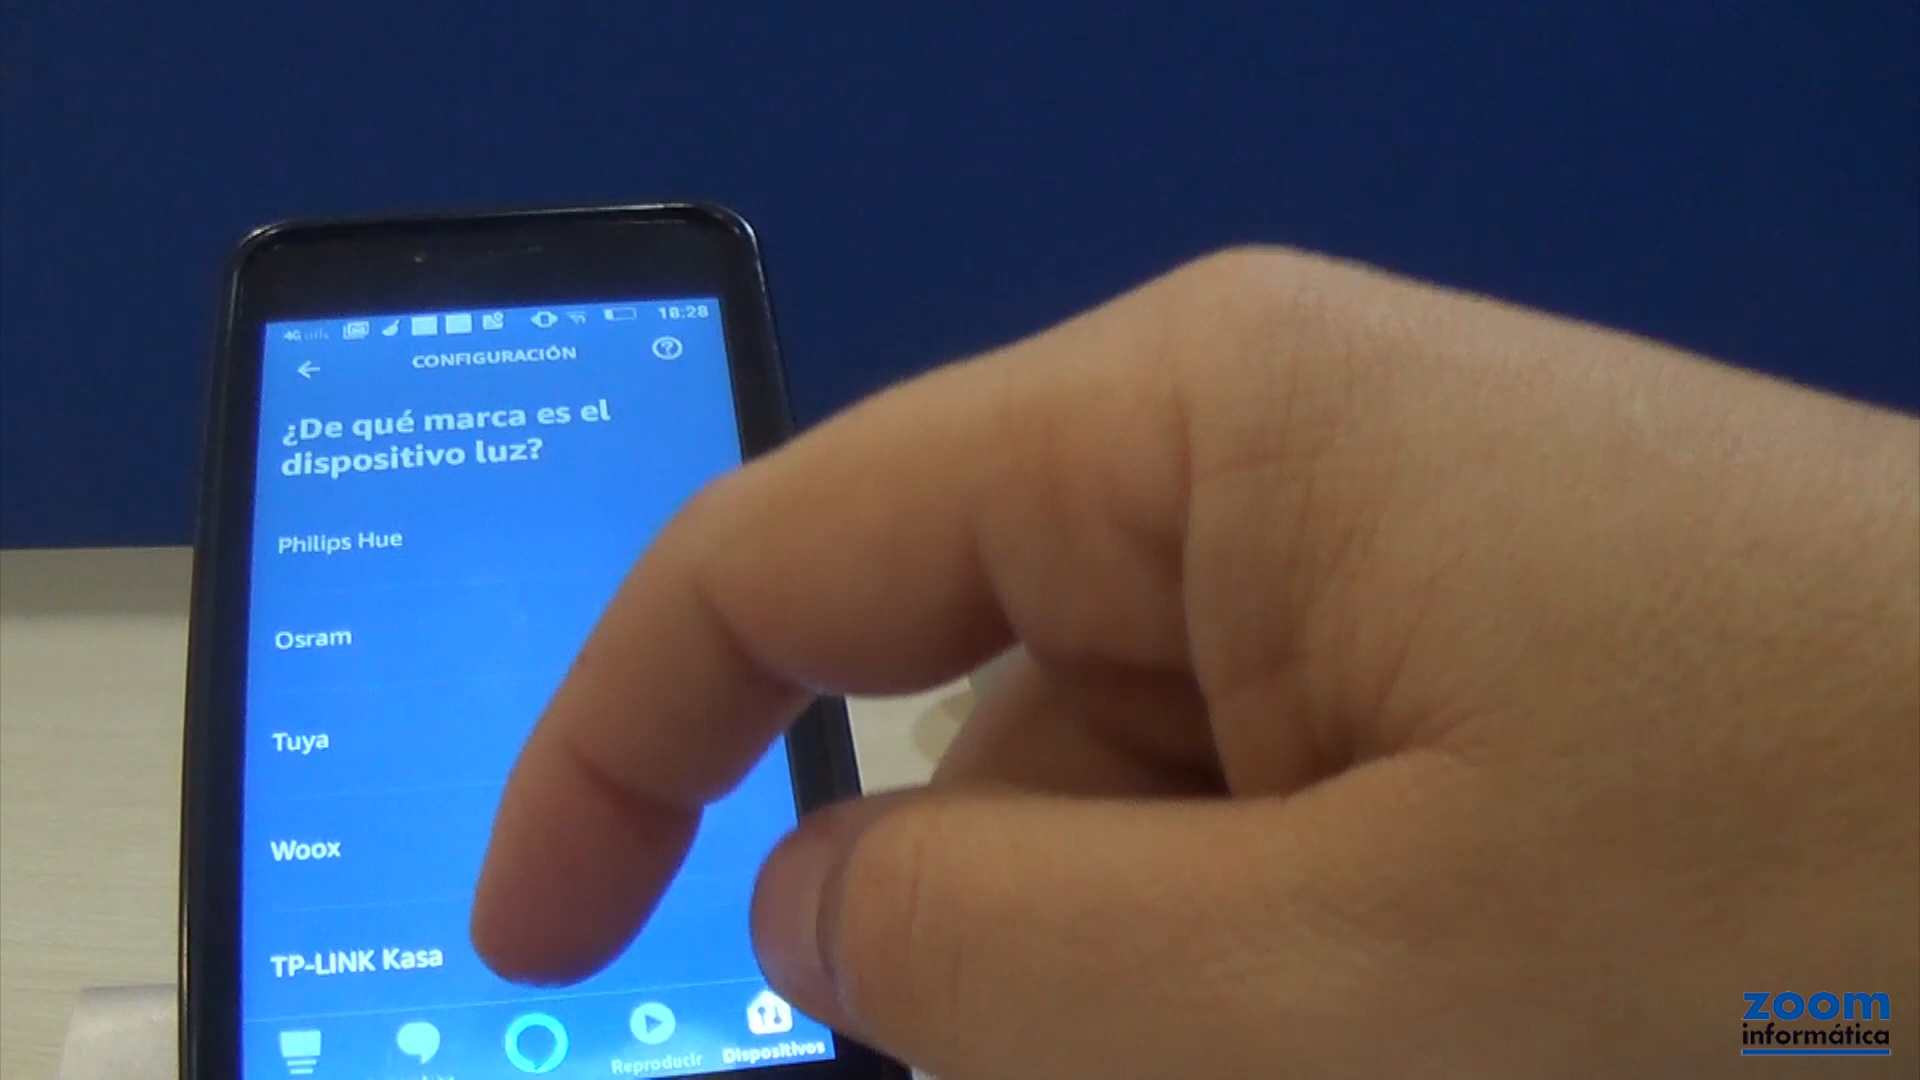 4G 18:28
CONFIGURACIÓN
¿De qué marca es el
dispositivo luz?
Philips Hue
Osram
Tuya
Woox
TP-LINK Kasa
Reproducir Dispositivos
zoom
informática